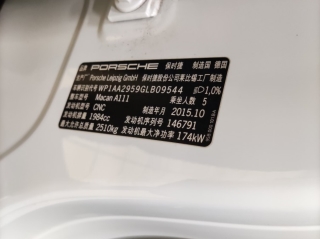 品牌 PORSCHE 保时捷 制造国 德国
生产厂 Porsche Leipzig GmbH 保时捷股份公司莱比锡工厂制造
车辆识别代号 WP1AA2959GLB09544 1,0%
整车型号 Macan A111 乘坐人数 5
发动机型号 CNC 制造年月 2015.10
发动机排量 1984cc 发动机序列号 146791
最大允许总质量 2510kg 发动机最大净功率 174kW